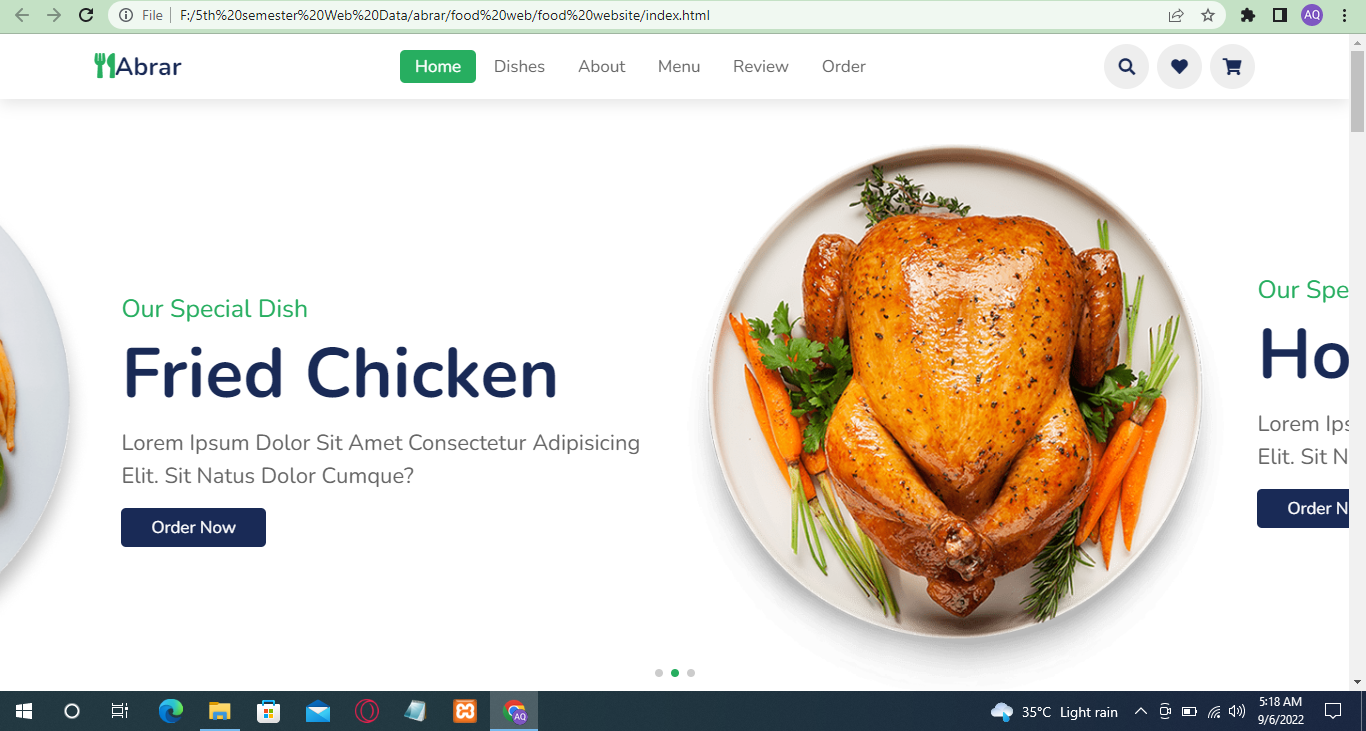 File F:/5th%20semester%20Web%20Data/abrar/food%20web/food%20website/index.html
AQ
Abrar
Home Dishes About Menu Review Order
Our Special Dish
Fried Chicken
Lorem Ipsum Dolor Sit Amet Consectetur Adipisicing
Elit. Sit Natus Dolor Cumque?
Order Now
Our Spe
Ho
Lorem Ips
Elit. Sit N
Order N
AQ
35°C Light rain
5:18 AM
9/6/2022